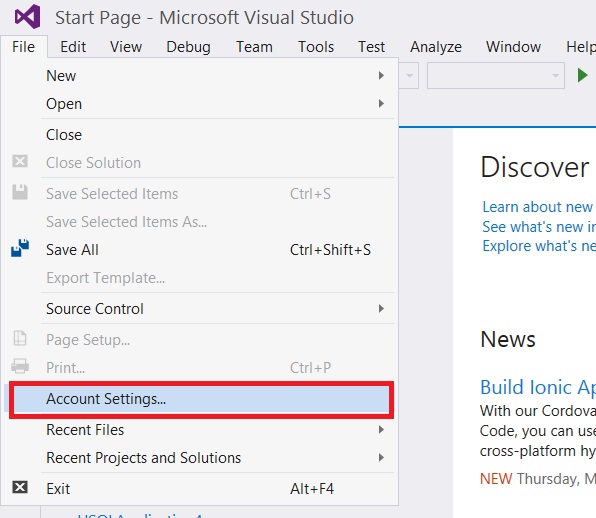 Start Page - Microsoft Visual Studio
File Edit View Debug Team Tools Test Analyze Window Help
New
Open
Close
Close Solution
Save Selected Items Ctrl+S
Save Selected Items As...
Save All Ctrl+Shift+S
Export Template...
Source Control
Page Setup...
Print... Ctrl+P
Account Settings...
Recent Files
Recent Projects and Solutions
Exit Alt+F4
Discover
Learn about new
See what's new in
Explore what's ne
News
Build Ionic Ap
With our Cordova
Code, you can use
cross-platform hy
NEW Thursday, M